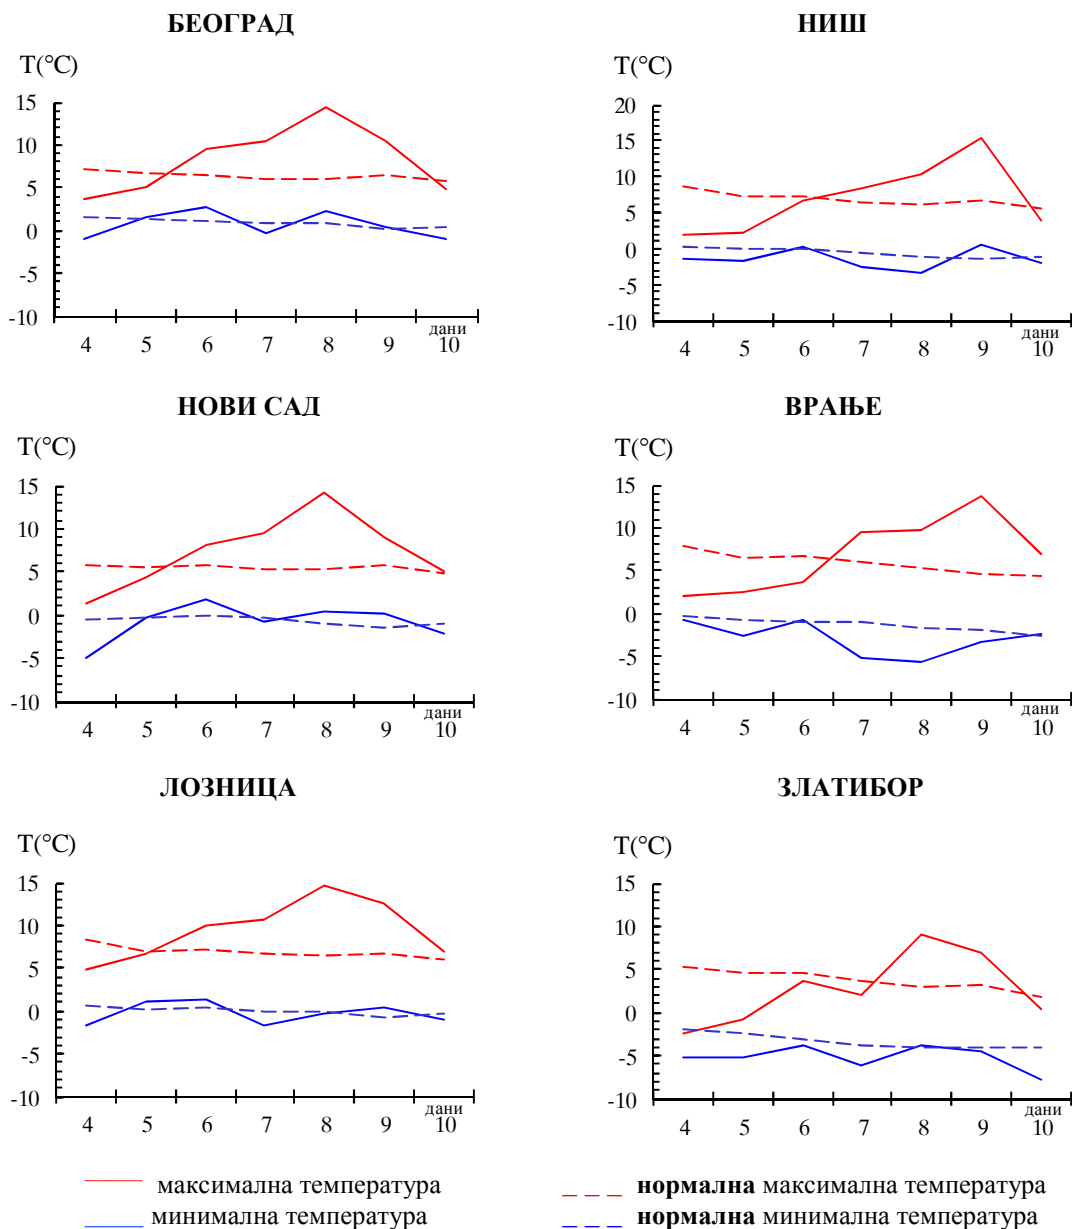 БЕОГРАД
T(°C)
15
10
5
0
-5
-10
дани
4 5 6 7 8 9 10
НИШ
T(°C)
20
15
10
5
0
-5
-10
дани
4 5 6 7 8 9 10
НОВИ САД
T(°C)
15
10
5
0
-5
-10
дани
4 5 6 7 8 9 10
ВРАЊЕ
T(°C)
15
10
5
0
-5
-10
дани
4 5 6 7 8 9 10
ЛОЗНИЦА
T(°C)
15
10
5
0
-5
-10
дани
4 5 6 7 8 9 10
ЗЛАТИБОР
T(°C)
15
10
5
0
-5
-10
дани
4 5 6 7 8 9 10
максимална температура
минимална температура
нормална максимална температура
нормална минимална температура